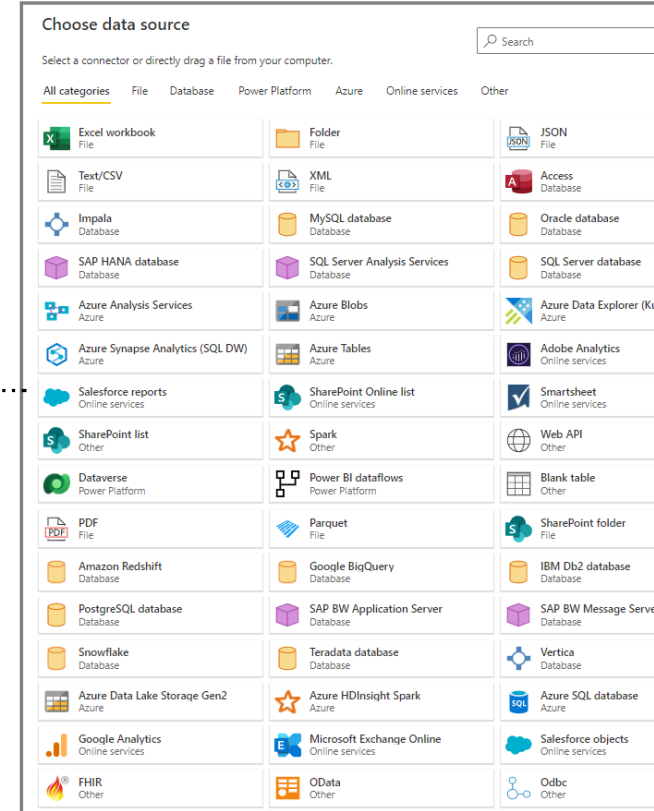 Choose data source
Search
Select a connector or directly drag a file from your computer.
All categories File Database Power Platform Azure Online services Other
Excel workbook
File
Folder
File
JSON
JSON
File
Text/CSV
File
XML
File
A
Access
Database
Impala
Database
MySQL database
Database
Oracle database
Database
SAP HANA database
Database
SQL Server Analysis Services
Database
SQL Server database
Database
Azure Analysis Services
Azure
Azure Blobs
Azure
Azure Data Explorer (Ku
Azure
Azure Synapse Analytics (SQL DW)
Azure
Azure Tables
Azure
Adobe Analytics
Online services
Salesforce reports
Online services
S
SharePoint Online list
Online services
Smartsheet
Online services
S
SharePoint list
Other
Spark
Other
Web API
Other
Dataverse
Power Platform
Power BI dataflows
Power Platform
Blank table
Other
PDF
PDF
File
Parquet
File
S
SharePoint folder
File
Amazon Redshift
Database
Google BigQuery
Database
IBM Db2 database
Database
PostgreSQL database
Database
SAP BW Application Server
Database
SAP BW Message Serve
Database
Snowflake
Database
Teradata database
Database
Vertica
Database
Azure Data Lake Storage Gen2
Azure
Azure HDInsight Spark
Azure
SQL
Azure SQL database
Azure
Google Analytics
Online services
E
Microsoft Exchange Online
Online services
Salesforce objects
Online services
FHIR
Other
OData
Other
Odbc
Other